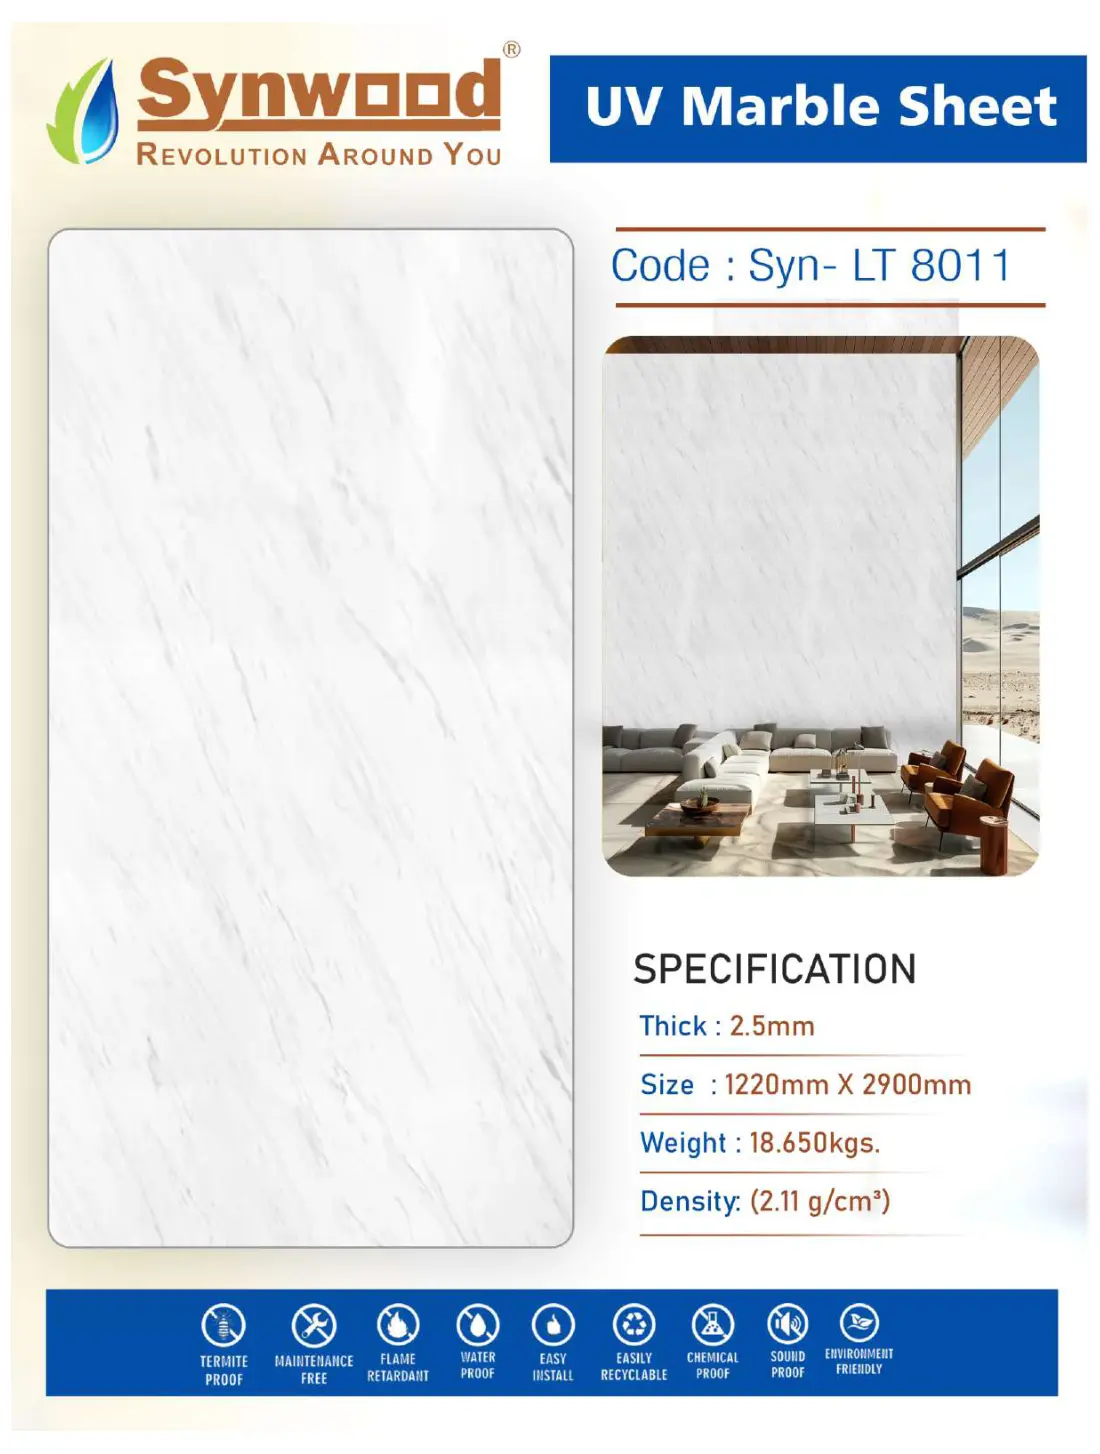 Synwood®
REVOLUTION AROUND YOU
UV Marble Sheet
Code : Syn- LT 8011
SPECIFICATION
Thick : 2.5mm
Size : 1220mm X 2900mm
Weight : 18.650kgs.
Density: (2.11 g/cm³)
TERMITE
PROOF
MAINTENANCE
FREE
FLAME
RETARDANT
WATER
PROOF
EASY
INSTALL
EASILY
RECYCLABLE
CHEMICAL
PROOF
SOUND
PROOF
ENVIRONMENT
FRIENDLY